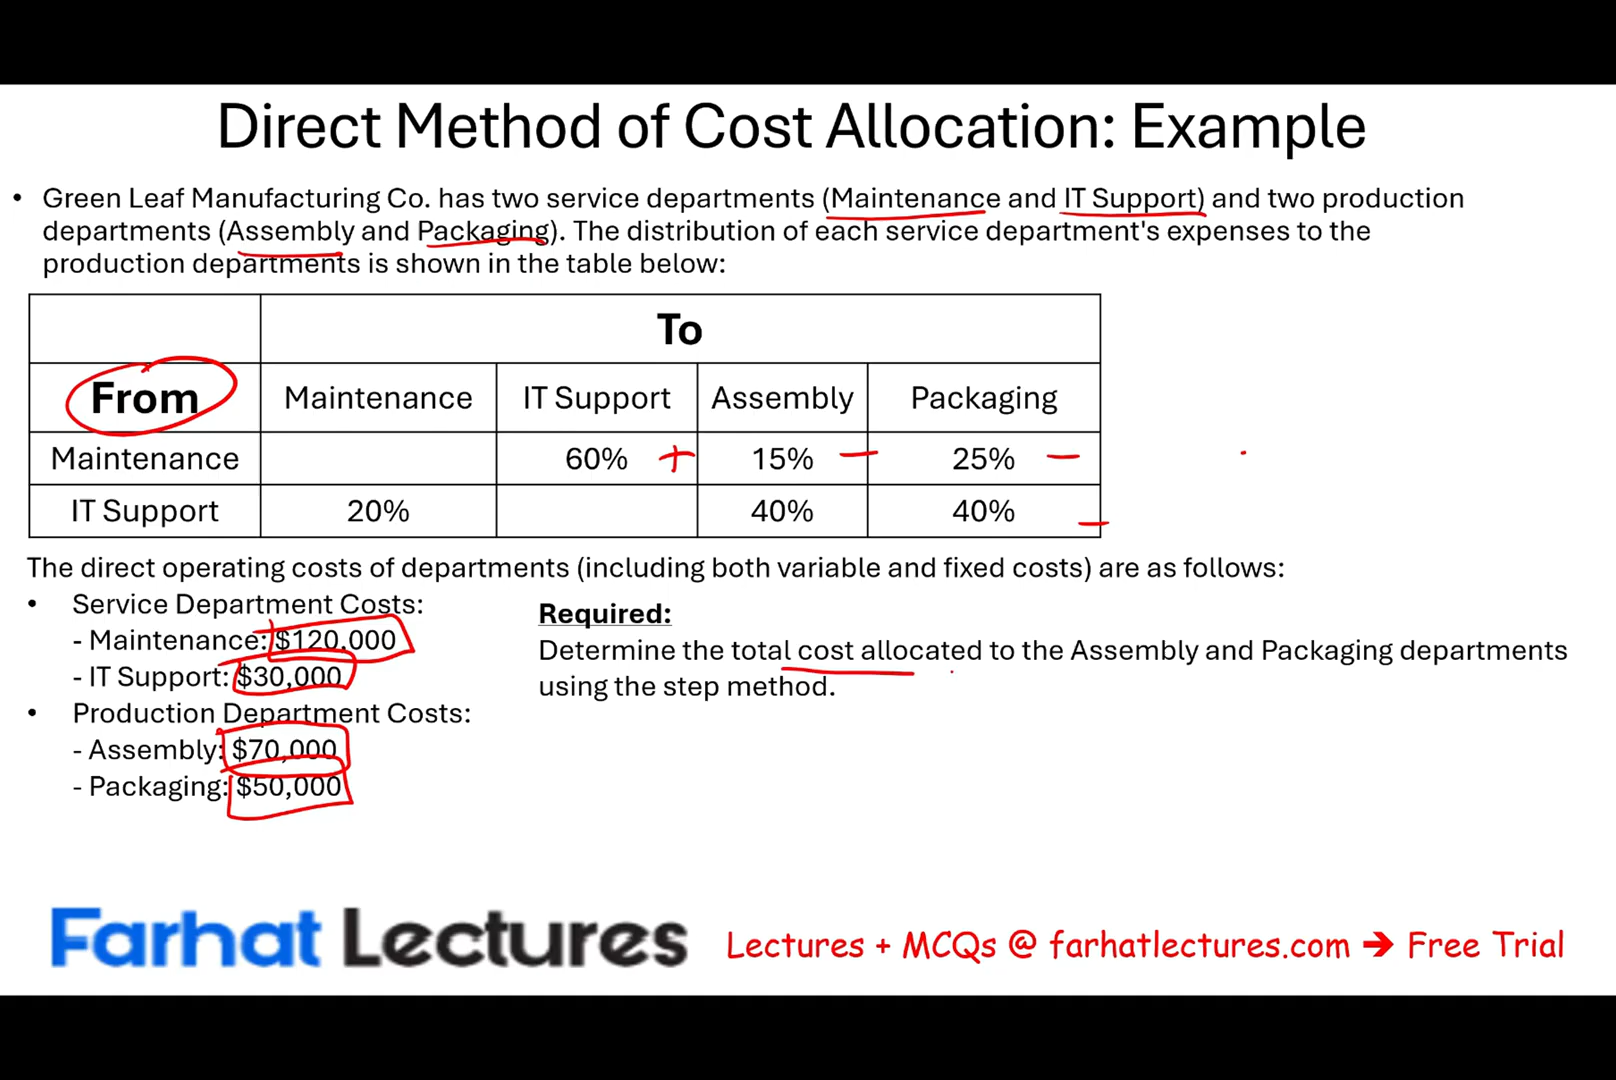 Direct Method of Cost Allocation: Example
• Green Leaf Manufacturing Co. has two service departments (Maintenance and IT Support) and two production
departments (Assembly and Packaging). The distribution of each service department's expenses to the
production departments is shown in the table below:
To
From Maintenance IT Support Assembly Packaging
Maintenance 60% 15% 25%
IT Support 20% 40% 40%
The direct operating costs of departments (including both variable and fixed costs) are as follows:
• Service Department Costs:
- Maintenance: $120,000
- IT Support: $30,000
• Production Department Costs:
- Assembly: $70,000
- Packaging: $50,000
Required:
Determine the total cost allocated to the Assembly and Packaging departments
using the step method.
Farhat Lectures
Lectures + MCQs @ farhatlectures.com → Free Trial